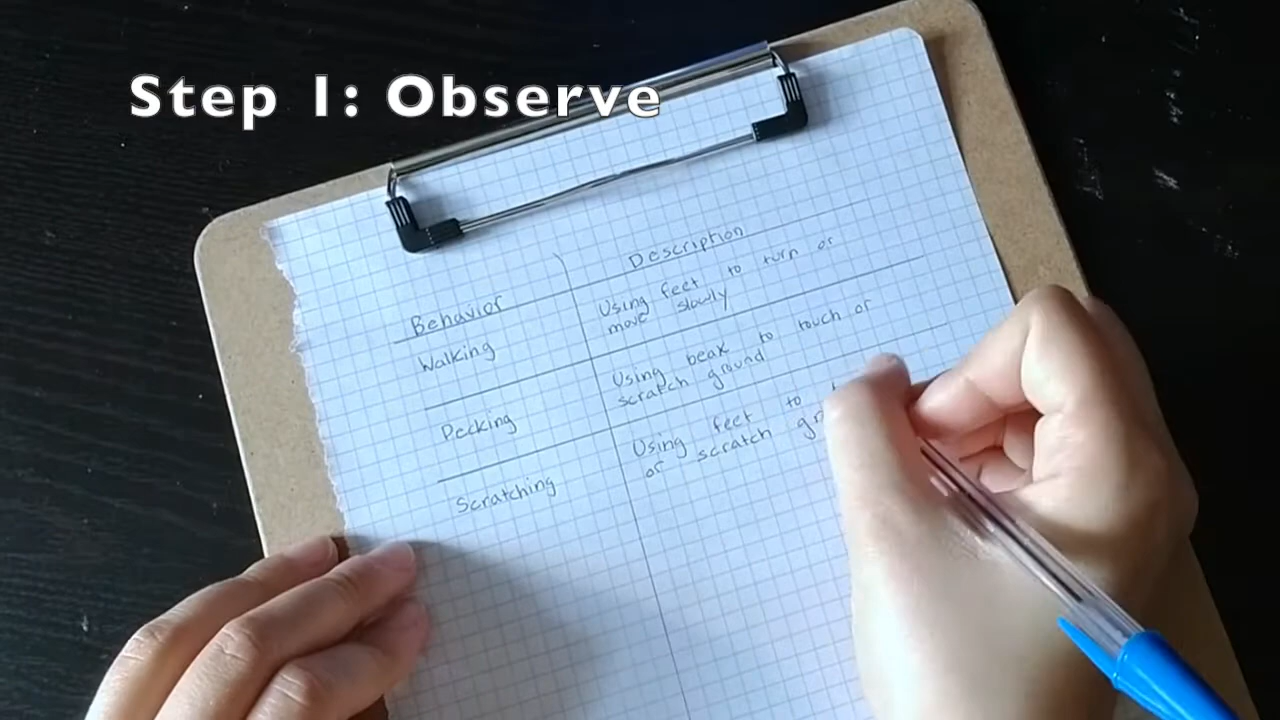 Step 1: Observe
Behavior
Description
Walking
Using feet to turn or
move slowly
Pecking
Using beak to touch or
scratch ground
Scratching
Using feet to
or scratch